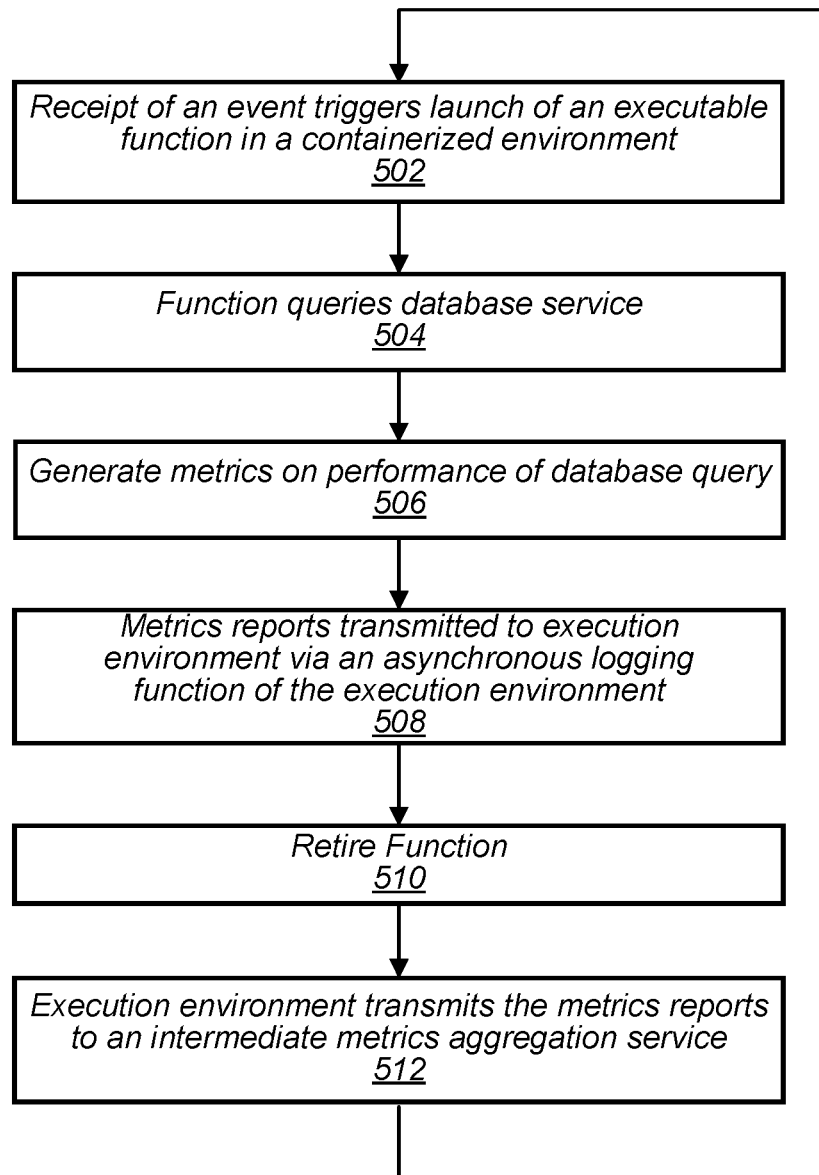 Receipt of an event triggers launch of an executable
function in a containerized environment
502
Function queries database service
504
Generate metrics on performance of database query
506
Metrics reports transmitted to execution
environment via an asynchronous logging
function of the execution environment
508
Retire Function
510
Execution environment transmits the metrics reports
to an intermediate metrics aggregation service
512